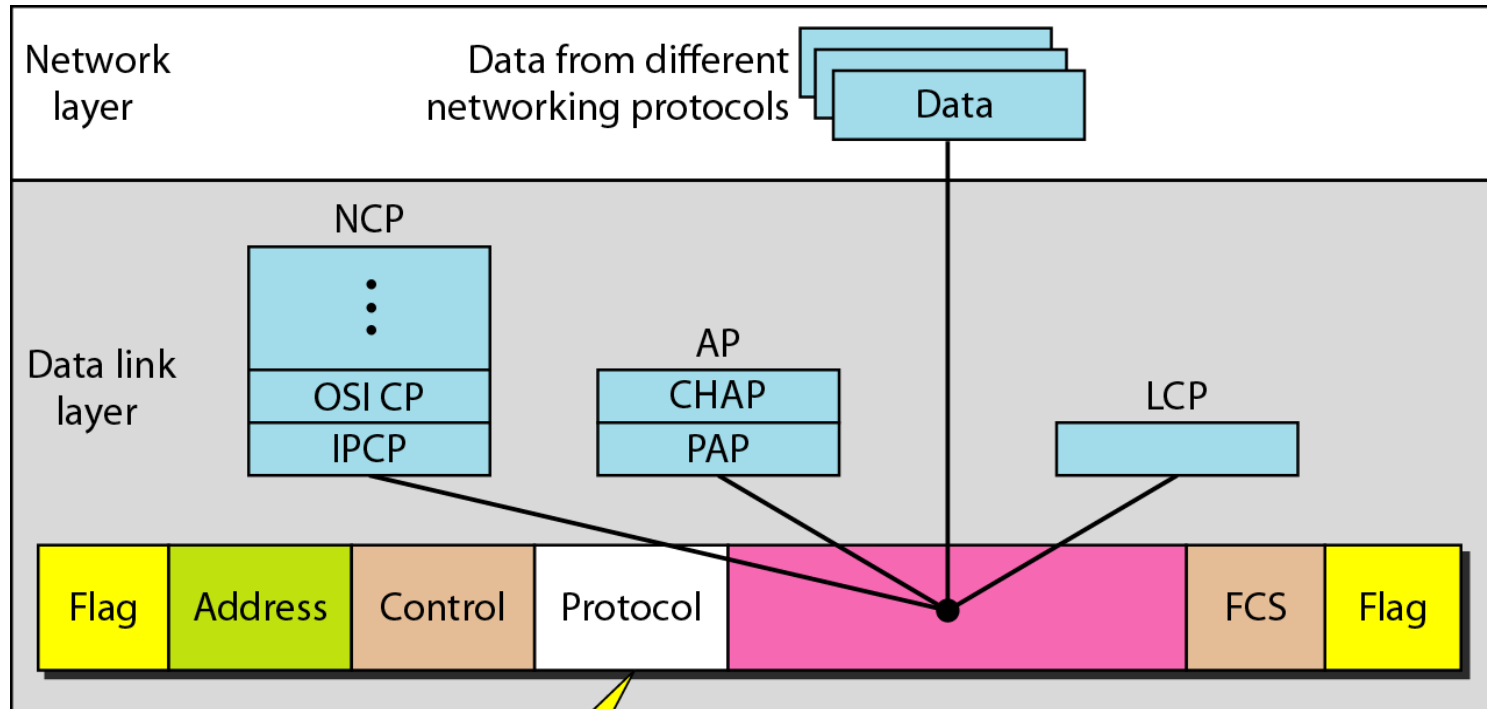 Network
layer
Data from different
networking protocols
Data
NCP
Data link
layer
OSI CP
IPCP
AP
CHAP
PAP
LCP
Flag Address Control Protocol FCS Flag